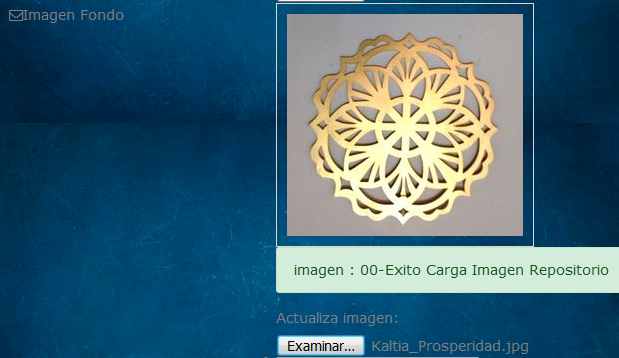 Imagen Fondo
imagen : 00-Exito Carga Imagen Repositorio
Actualiza imagen:
Examinar... Kaltia_Prosperidad.jpg